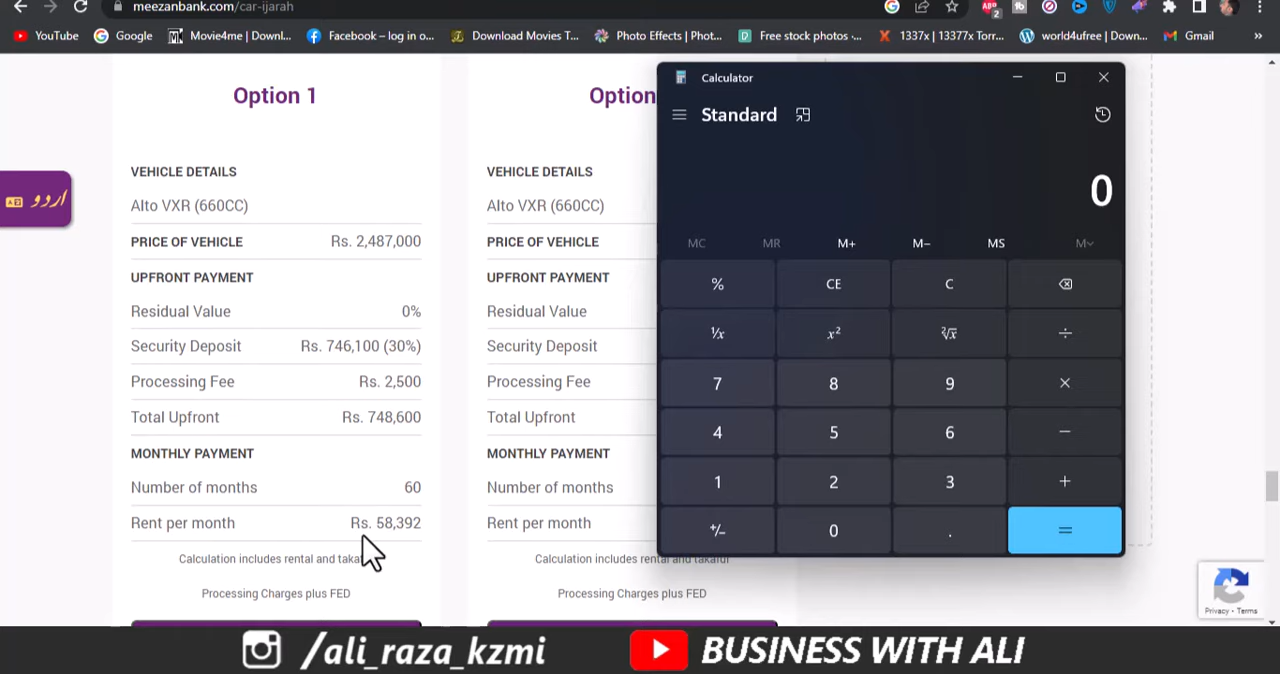 meezanbank.com/car-ijarah
YouTube
Google
Movie4me | Downl...
Facebook – log in o...
Download Movies T...
Photo Effects | Phot...
Free stock photos -...
1337x | 13377x Torr...
world4ufree | Down...
Gmail
»
ABP
2
Option 1
VEHICLE DETAILS
Alto VXR (660CC)
PRICE OF VEHICLE Rs. 2,487,000
UPFRONT PAYMENT
Residual Value 0%
Security Deposit Rs. 746,100 (30%)
Processing Fee Rs. 2,500
Total Upfront Rs. 748,600
MONTHLY PAYMENT
Number of months 60
Rent per month Rs. 58,392
Calculation includes rental and taka
Processing Charges plus FED
اردو
Option
VEHICLE DETAILS
Alto VXR (660CC)
PRICE OF VEHICLE
UPFRONT PAYMENT
Residual Value
Security Deposit
Processing Fee
Total Upfront
MONTHLY PAYMENT
Number of months
Rent per month
Calculation includes rental and takaful
Processing Charges plus FED
Calculator
Standard
0
MC MR M+ M− MS M˅
% CE C
⅟x x² ²√x ÷
7 8 9 ×
4 5 6 −
1 2 3 +
+/− 0 . =
Privacy - Terms
/ali_raza_kzmi
BUSINESS WITH ALI